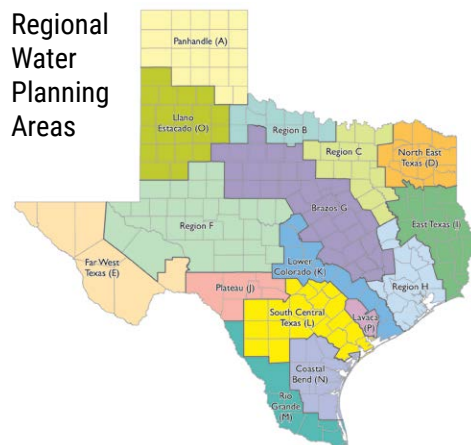 Regional
Water
Planning
Areas
Panhandle (A)
Llano
Estacado (O)
Region B
Region C
North East
Texas (D)
Brazos G
East Texas (I)
Region F
Far West
Texas (E)
Lower
Colorado (K)
Region H
Plateau (J)
South Central
Texas (L)
Lavaca
(P)
Coastal
Bend (N)
Rio
Grande
(M)